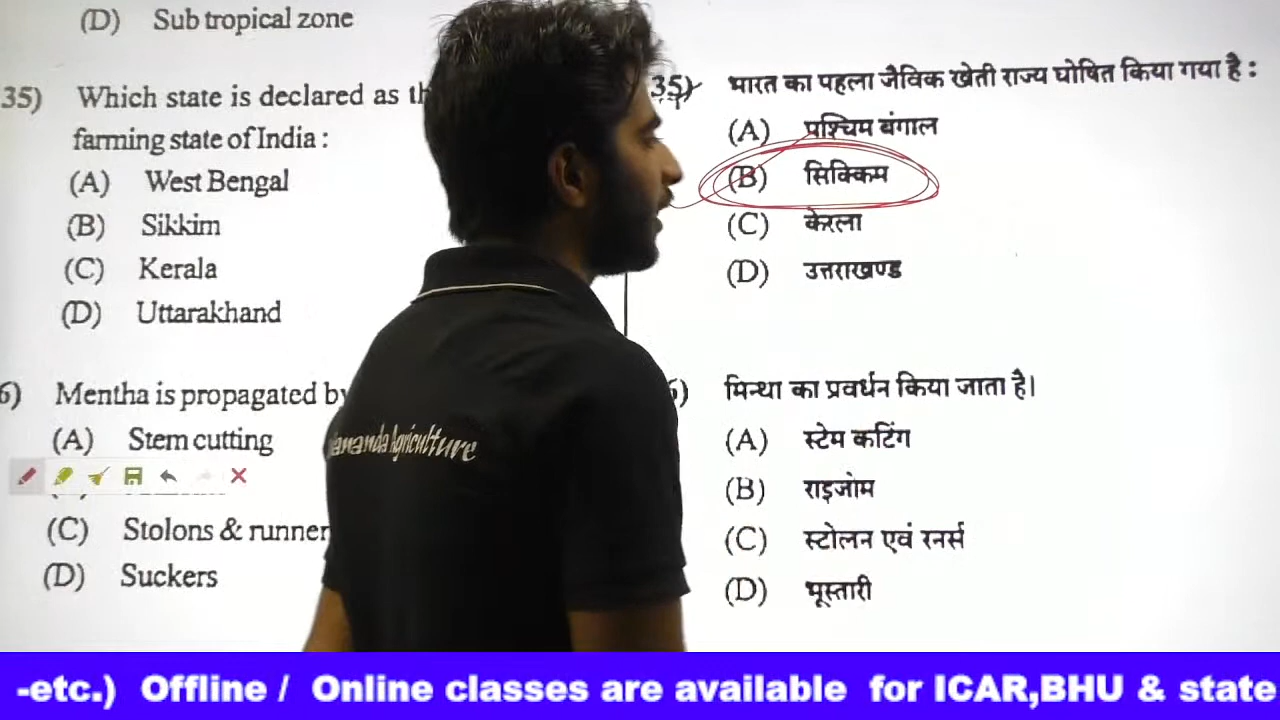 (D) Sub tropical zone
35) Which state is declared as th
farming state of India :
(A) West Bengal
(B) Sikkim
(C) Kerala
(D) Uttarakhand
6) Mentha is propagated by
(A) Stem cutting
(C) Stolons & runner
(D) Suckers
35) भारत का पहला जैविक खेती राज्य घोषित किया गया है :
(A) पश्चिम बंगाल
(B) सिक्किम
(C) केरला
(D) उत्तराखण्ड
6) मिन्था का प्रवर्धन किया जाता है।
(A) स्टेम कटिंग
(B) राइजोम
(C) स्टोलन एवं रनर्स
(D) भूस्तारी
ananda Agriculture
-etc.) Offline / Online classes are available for ICAR,BHU & state